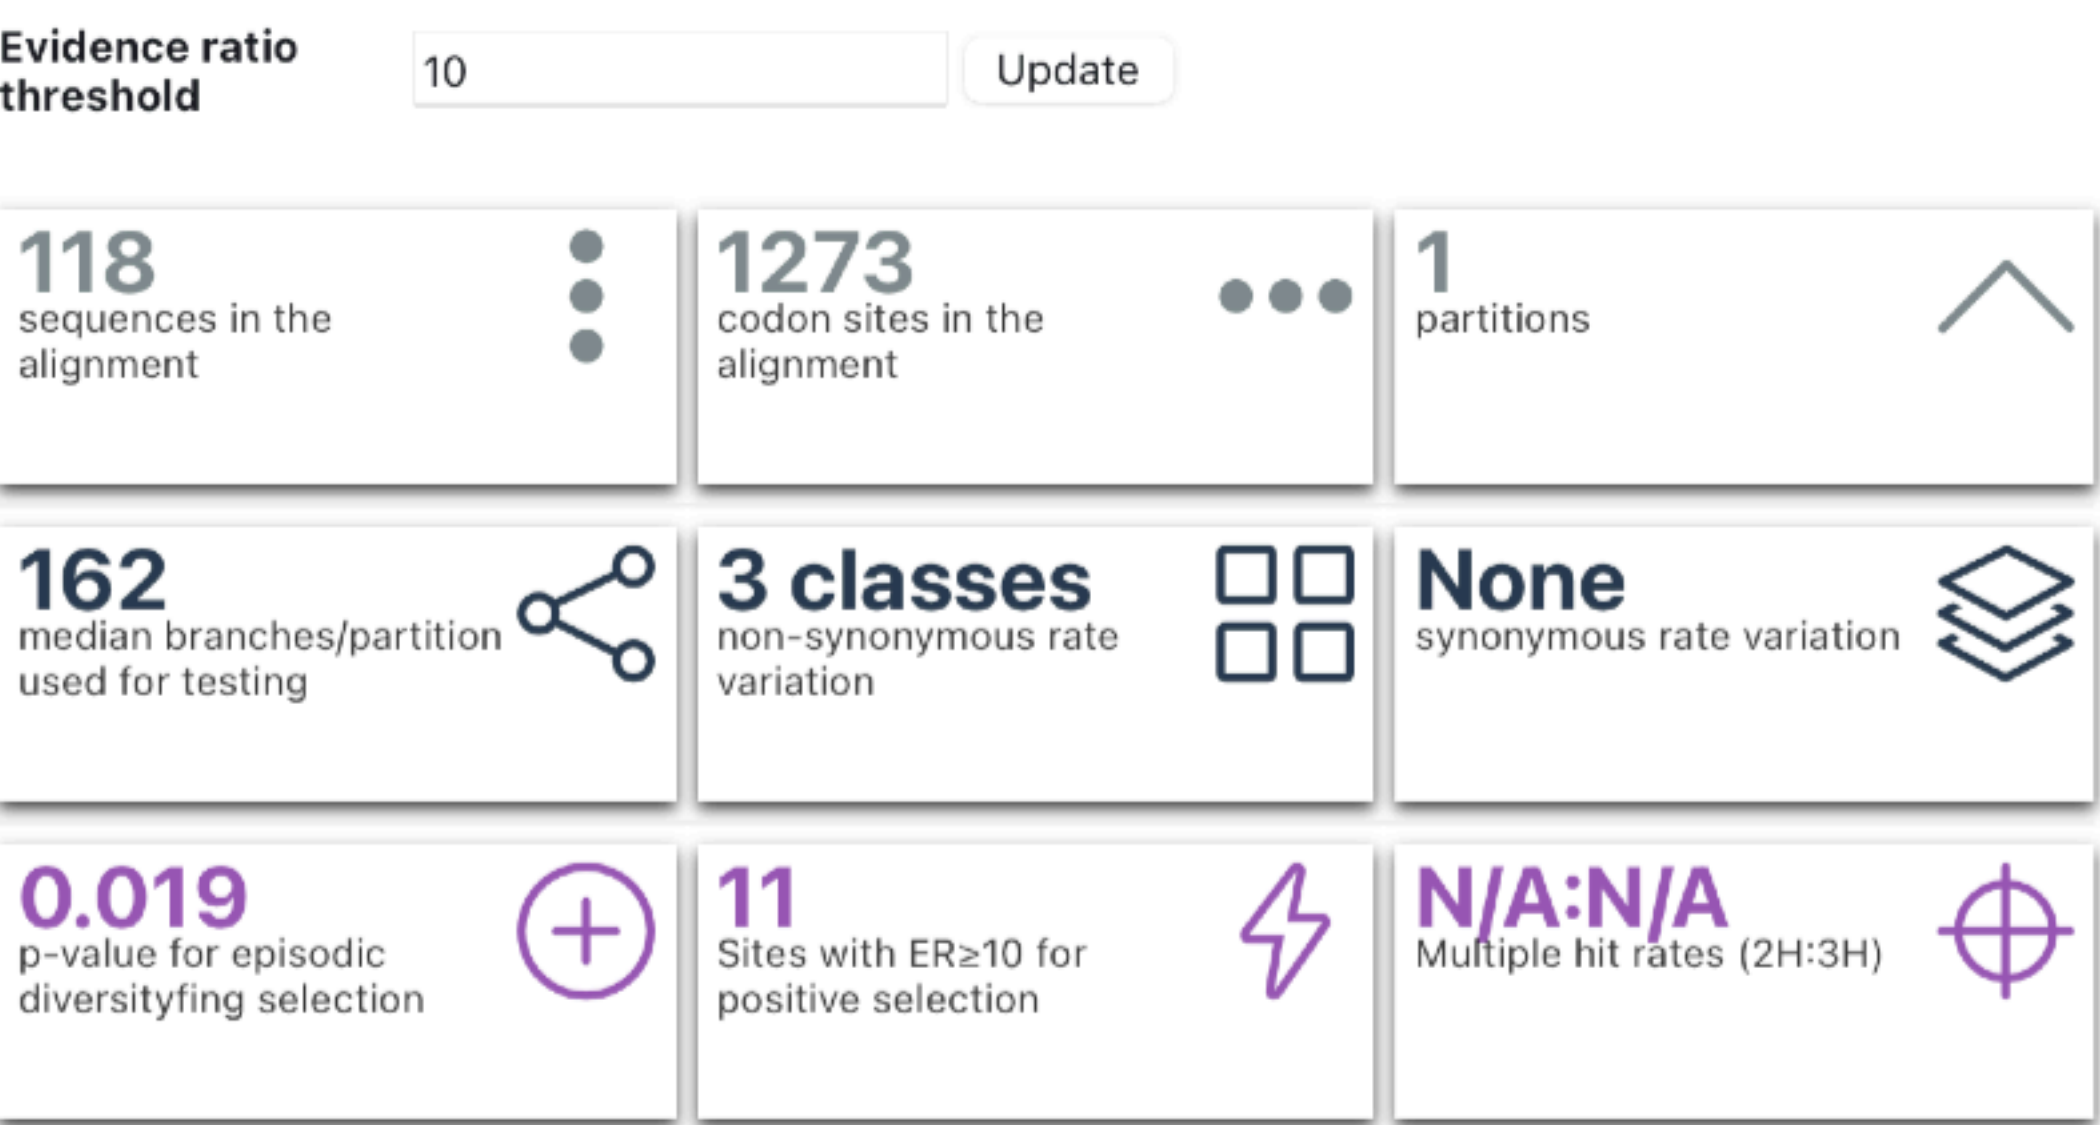 Evidence ratio
threshold
10
Update
118
sequences in the
alignment
1273
codon sites in the
alignment
1
partitions
162
median branches/partition
used for testing
3 classes
non-synonymous rate
variation
None
synonymous rate variation
0.019
p-value for episodic
diversityfing selection
11
Sites with ER≥10 for
positive selection
N/A:N/A
Multiple hit rates (2H:3H)